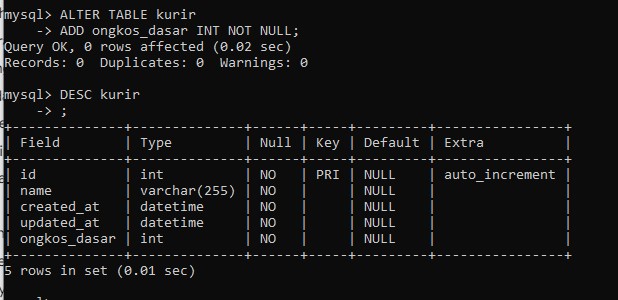 mysql> ALTER TABLE kurir
    -> ADD ongkos_dasar INT NOT NULL;
Query OK, 0 rows affected (0.02 sec)
Records: 0  Duplicates: 0  Warnings: 0
mysql> DESC kurir
    -> ;
+--------------+--------------+------+-----+---------+----------------+
| Field        | Type         | Null | Key | Default | Extra          |
+--------------+--------------+------+-----+---------+----------------+
| id           | int          | NO   | PRI | NULL    | auto_increment |
| name         | varchar(255) | NO   |     | NULL    |                |
| created_at   | datetime     | NO   |     | NULL    |                |
| updated_at   | datetime     | NO   |     | NULL    |                |
| ongkos_dasar | int          | NO   |     | NULL    |                |
+--------------+--------------+------+-----+---------+----------------+
5 rows in set (0.01 sec)